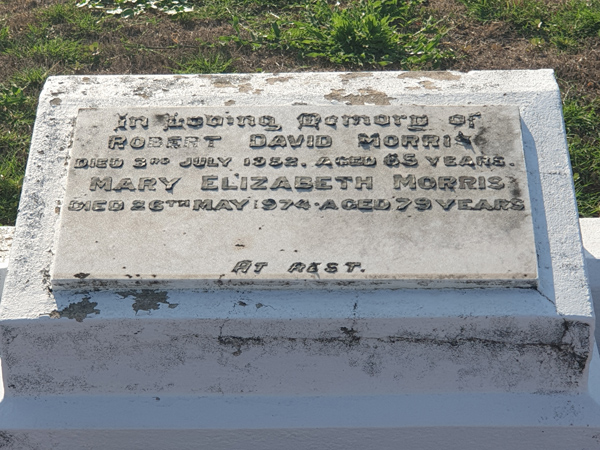 In Loving Memory of
ROBERT DAVID MORRIS
DIED 3RD JULY 1952, AGED 65 YEARS.
MARY ELIZABETH MORRIS
DIED 26TH MAY 1974 - AGED 79 YEARS
AT REST.